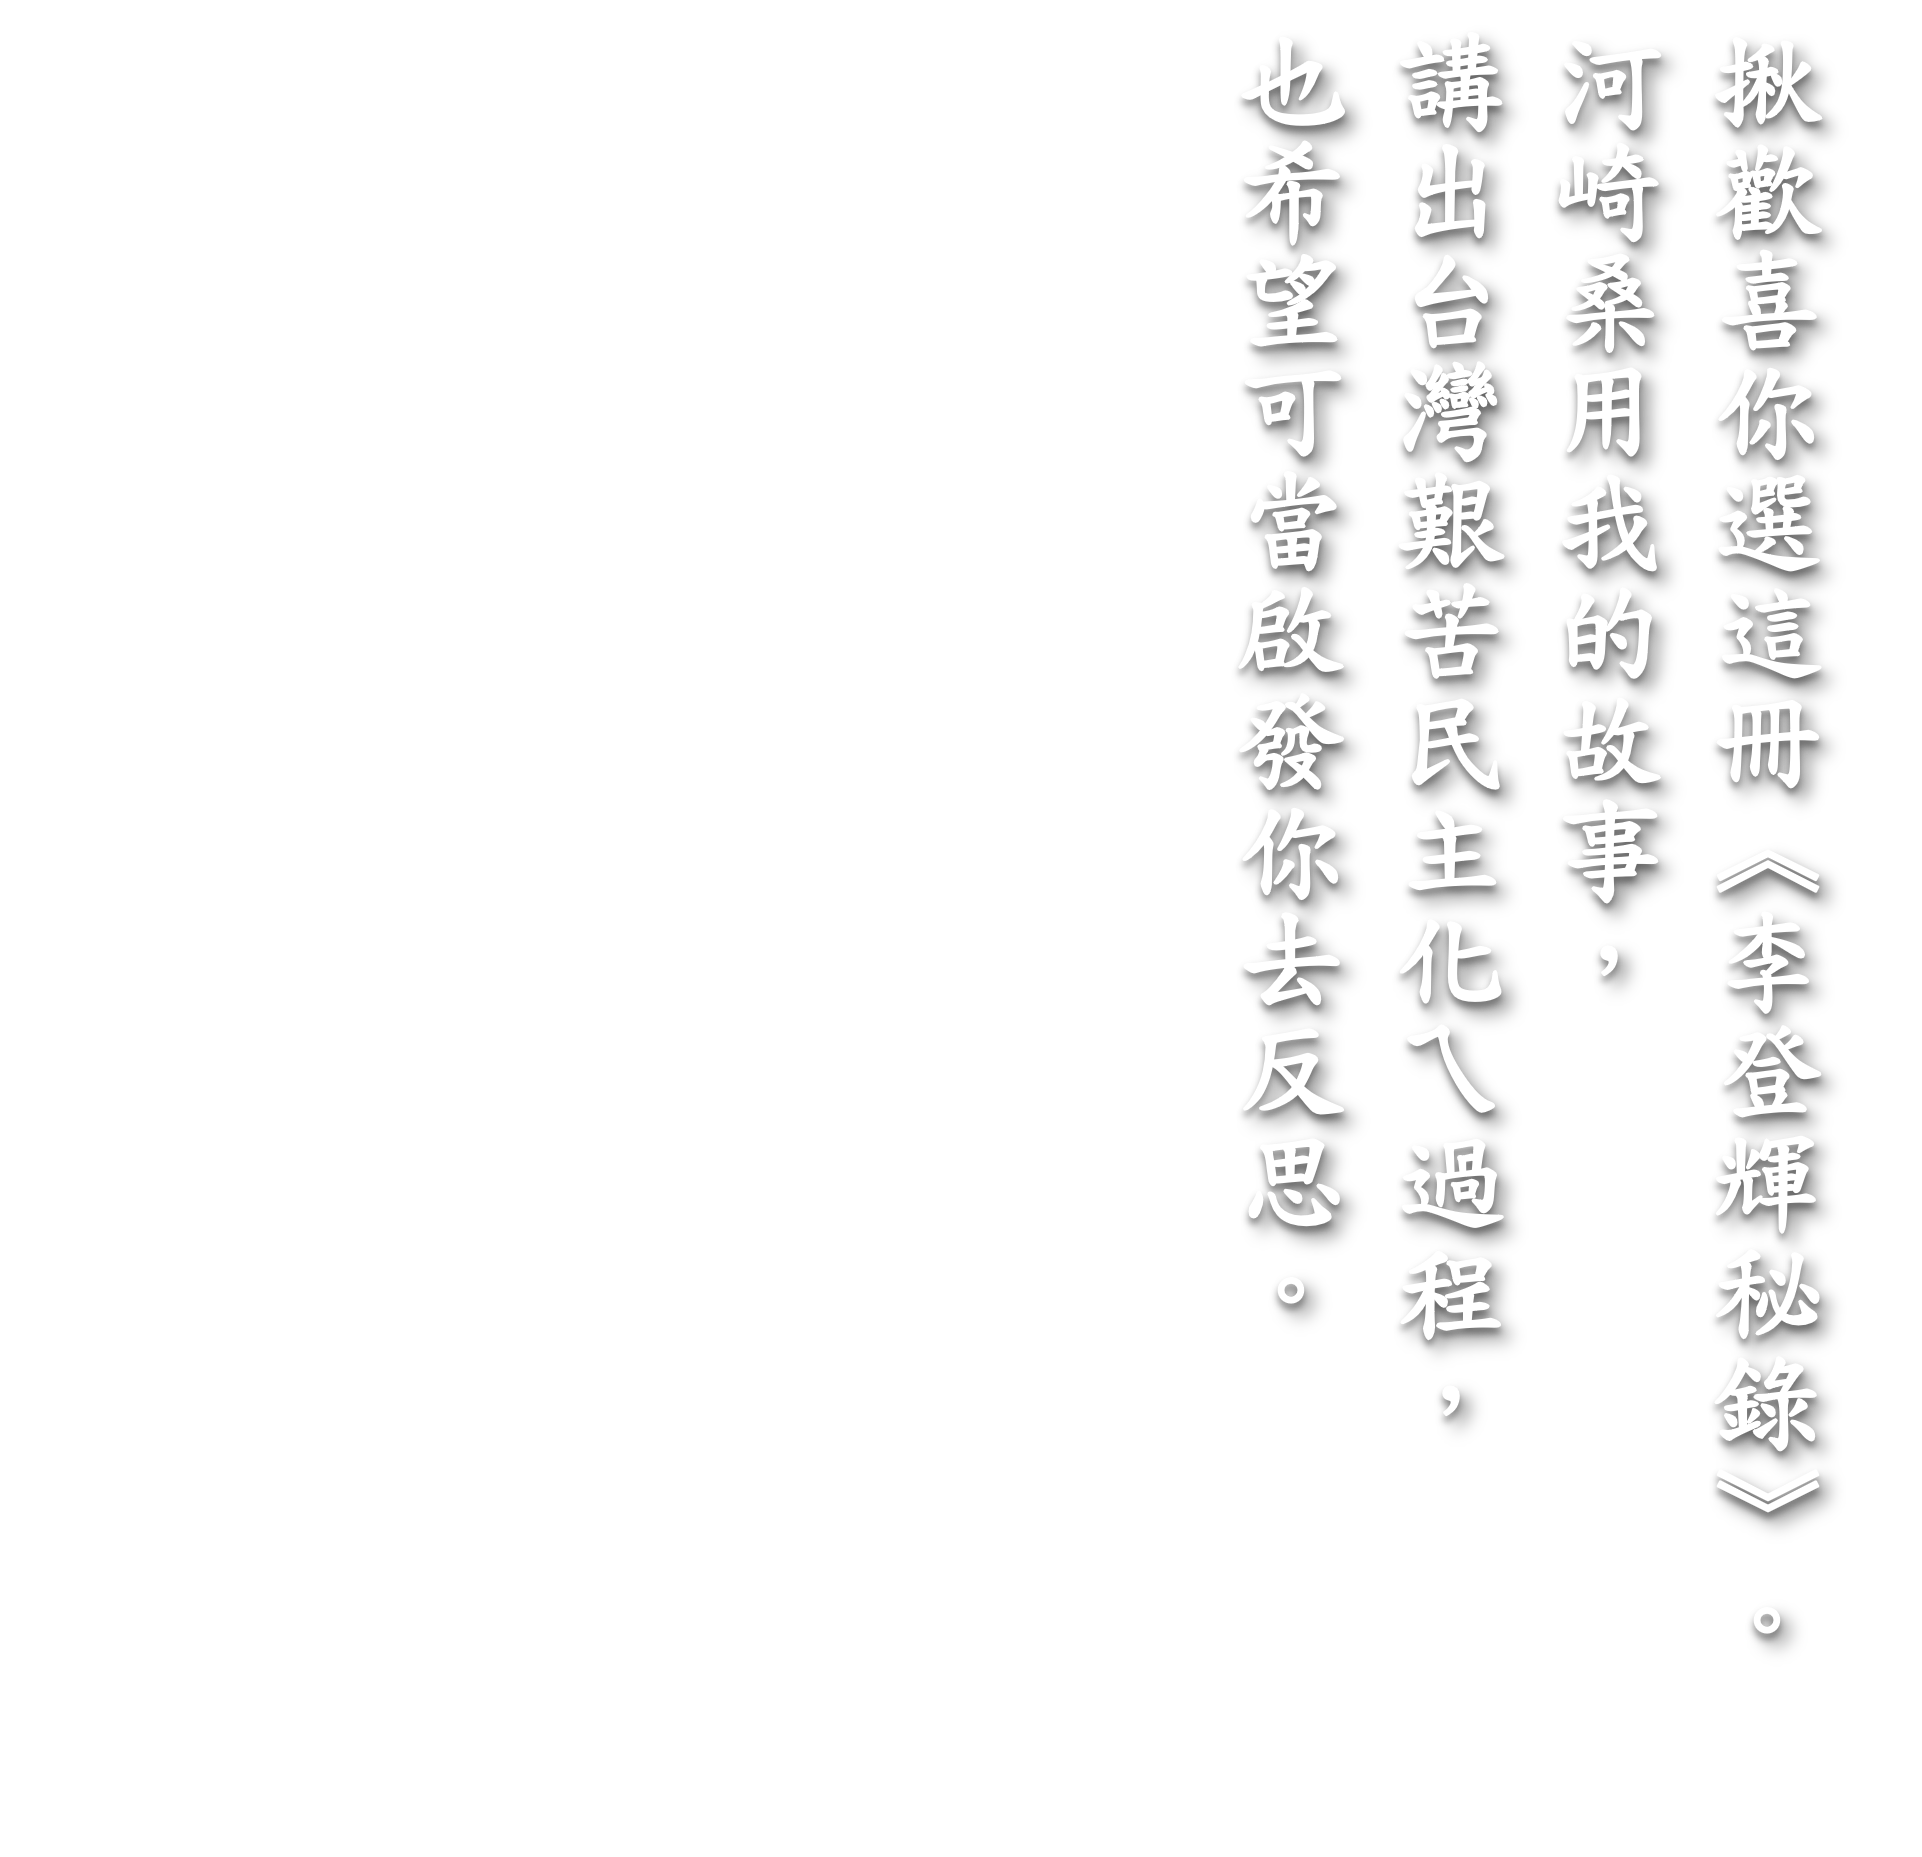 揪歡喜你選這冊《李登輝秘錄》。
河崎桑用我的故事，
講出台灣艱苦民主化ㄟ過程，
也希望可當啟發你去反思。